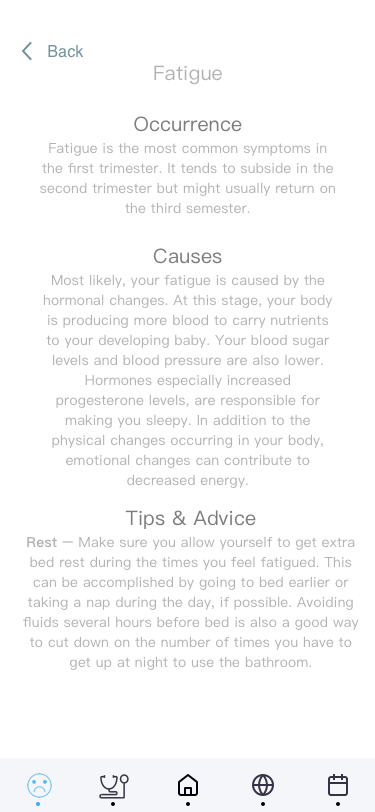 Back
Fatigue
Occurrence
Fatigue is the most common symptoms in
the first trimester. It tends to subside in the
second trimester but might usually return on
the third semester.
Causes
Most likely, your fatigue is caused by the
hormonal changes. At this stage, your body
is producing more blood to carry nutrients
to your developing baby. Your blood sugar
levels and blood pressure are also lower.
Hormones especially increased
progesterone levels, are responsible for
making you sleepy. In addition to the
physical changes occurring in your body,
emotional changes can contribute to
decreased energy.
Tips & Advice
Rest — Make sure you allow yourself to get extra
bed rest during the times you feel fatigued. This
can be accomplished by going to bed earlier or
taking a nap during the day, if possible. Avoiding
fluids several hours before bed is also a good way
to cut down on the number of times you have to
get up at night to use the bathroom.